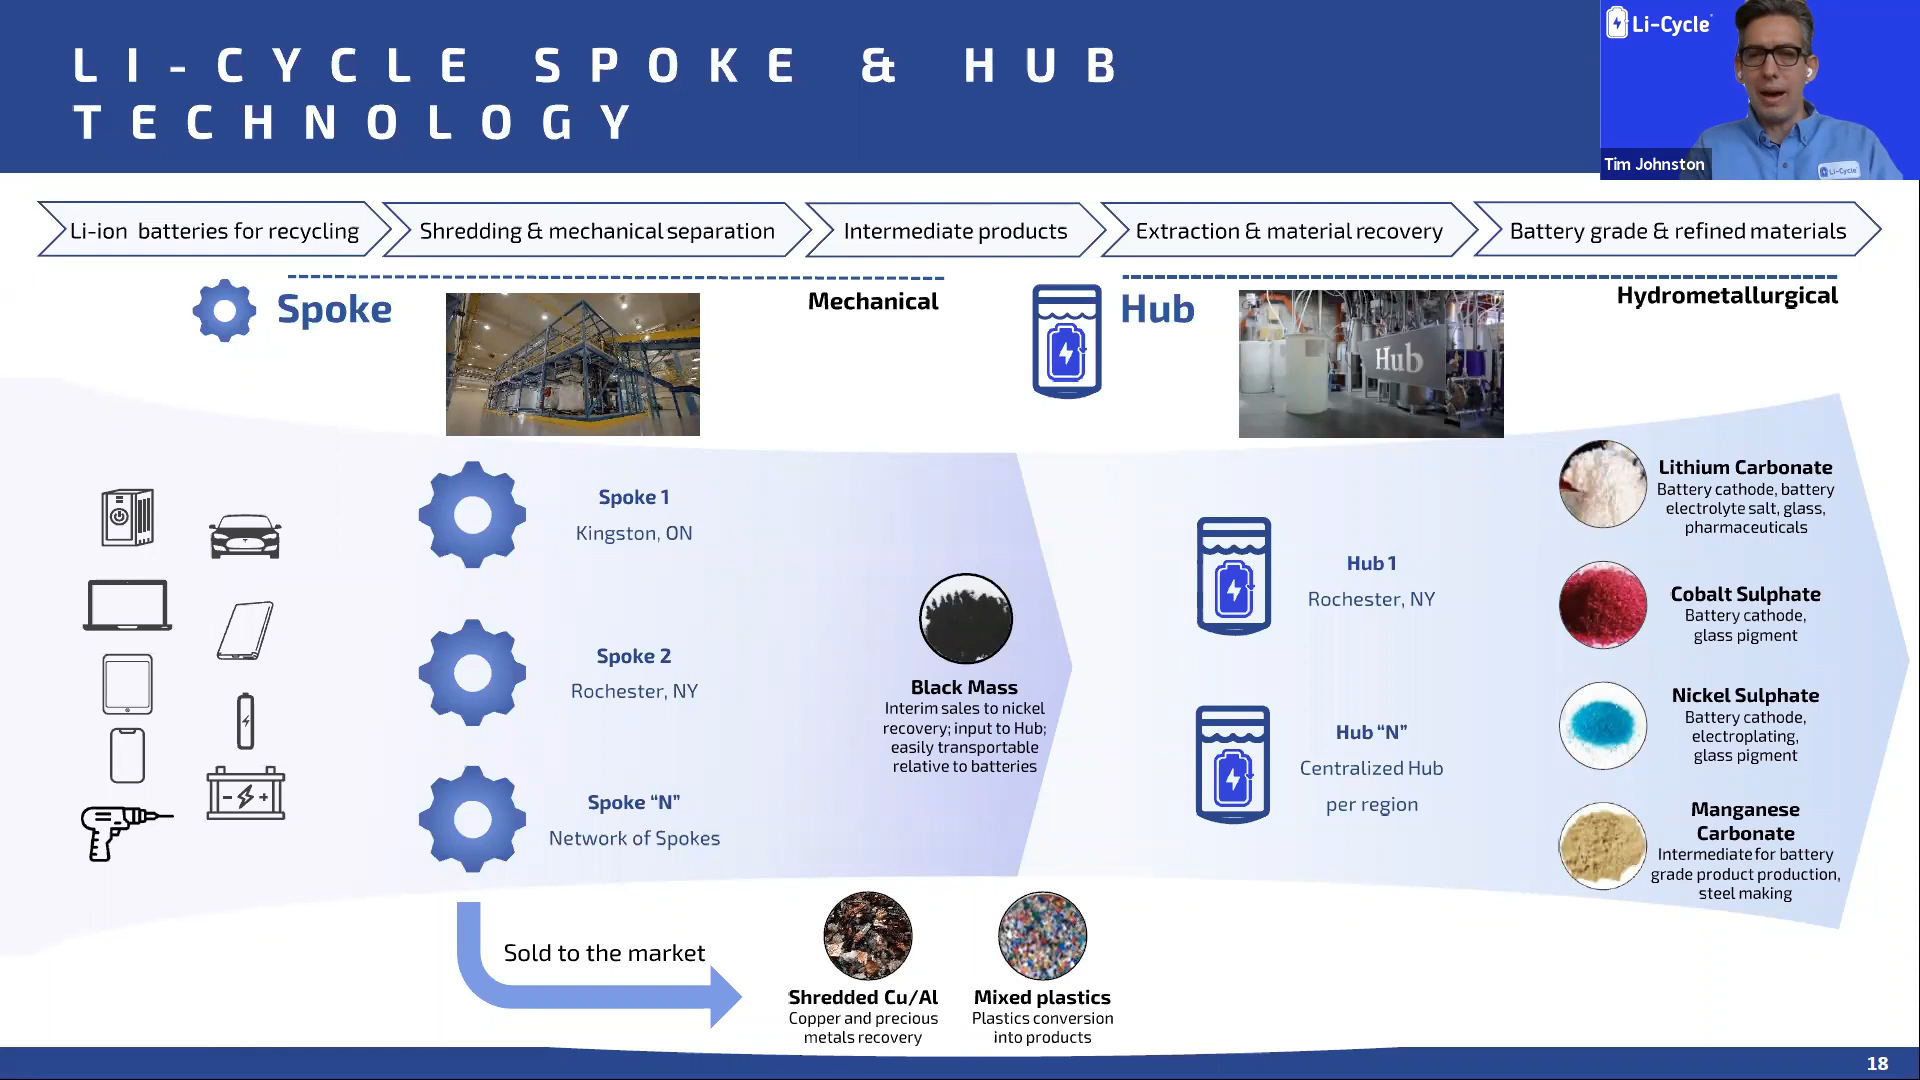 LI-CYCLE SPOKE & HUB
TECHNOLOGY
Li-Cycle
Tim Johnston
Li-Cycle
Li-ion batteries for recycling
Shredding & mechanical separation
Intermediate products
Extraction & material recovery
Battery grade & refined materials
Spoke
Mechanical
Hub
Hub
Hydrometallurgical
Spoke 1
Kingston, ON
Spoke 2
Rochester, NY
Spoke “N”
Network of Spokes
Black Mass
Interim sales to nickel
recovery; input to Hub;
easily transportable
relative to batteries
Hub 1
Rochester, NY
Hub “N”
Centralized Hub
per region
Lithium Carbonate
Battery cathode, battery
electrolyte salt, glass,
pharmaceuticals
Cobalt Sulphate
Battery cathode,
glass pigment
Nickel Sulphate
Battery cathode,
electroplating,
glass pigment
Manganese
Carbonate
Intermediate for battery
grade product production,
steel making
Sold to the market
Shredded Cu/Al
Copper and precious
metals recovery
Mixed plastics
Plastics conversion
into products
18